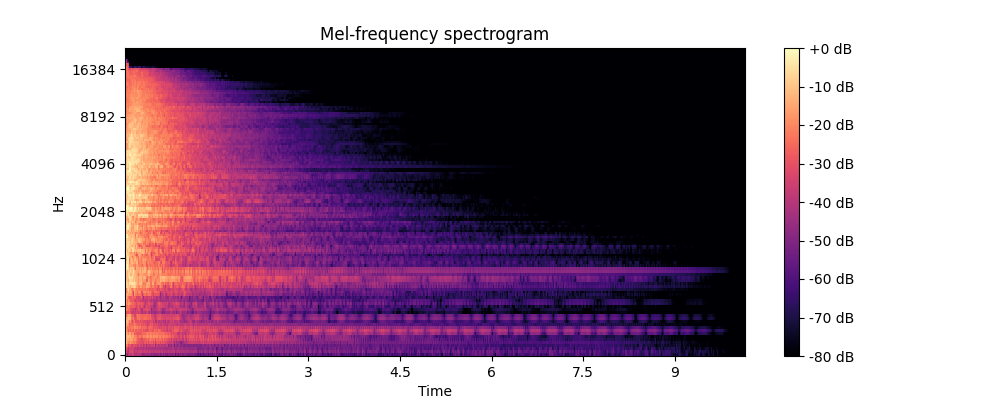 Mel-frequency spectrogram
Hz
16384
8192
4096
2048
1024
512
0
0 1.5 3 4.5 6 7.5 9
Time
+0 dB
-10 dB
-20 dB
-30 dB
-40 dB
-50 dB
-60 dB
-70 dB
-80 dB